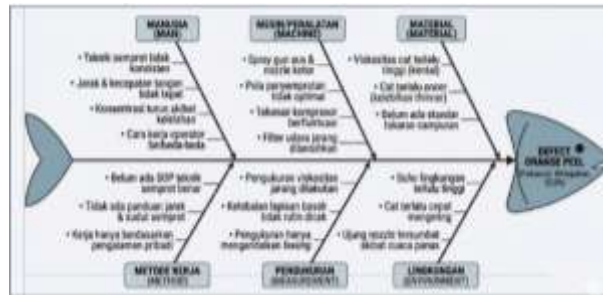 MANUSIA
(MAN)
• Teknik semprot tidak
konsisten
• Jarak & kecepatan tangan
tidak tepat
• Konsentrasi turun akibat
kelelahan
• Cara kerja operator
berbeda-beda
MESIN/PERALATAN
(MACHINE)
• Spray gun aus &
nozzle kotor
• Pola penyemprotan
tidak optimal
• Tekanan kompresor
berfluktuasi
• Filter udara jarang
dibersihkan
MATERIAL
(MATERIAL)
• Viskositas cat terlalu
tinggi (kental)
• Cat terlalu encer
(kelebihan thinner)
• Belum ada standar
takaran campuran
DEFECT
ORANGE PEEL
• Belum ada SOP teknik
semprot benar
• Tidak ada panduan jarak
& sudut semprot
• Kerja hanya berdasarkan
pengalaman pribadi
METODE KERJA
(METHOD)
• Pengukuran viskositas
jarang dilakukan
• Ketebalan lapisan basah
tidak rutin dicek
• Pengukuran hanya
mengandalkan feeling
PENGUKURAN
(MEASUREMENT)
• Suhu lingkungan
terlalu tinggi
• Cat terlalu cepat
mengering
• Ujung nozzle tersumbat
akibat cuaca panas
LINGKUNGAN
(ENVIRONMENT)